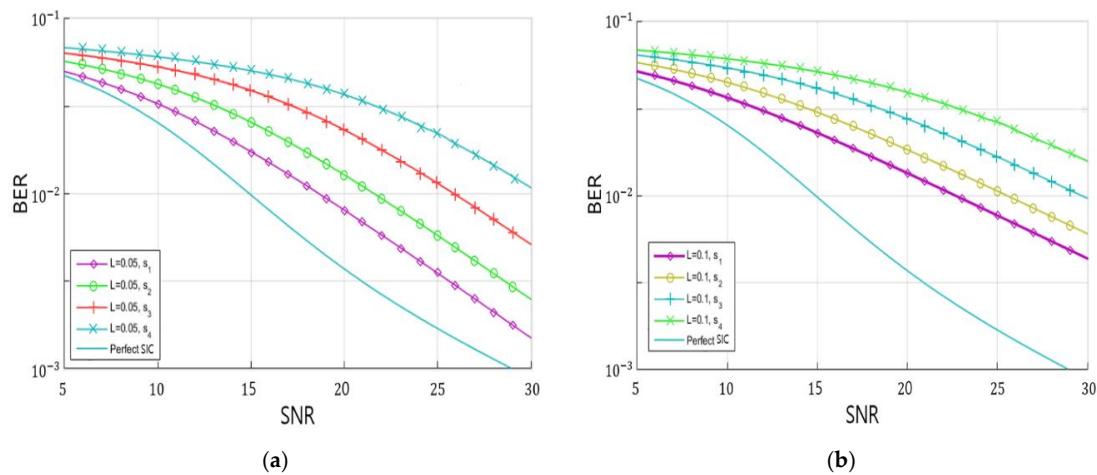 10⁻¹
10⁻²
10⁻³
BER
L=0.05, s₁
L=0.05, s₂
L=0.05, s₃
L=0.05, s₄
Perfect SIC
5 10 15 20 25 30
SNR
(a)
10⁻¹
10⁻²
10⁻³
BER
L=0.1, s₁
L=0.1, s₂
L=0.1, s₃
L=0.1, s₄
Perfect SIC
5 10 15 20 25 30
SNR
(b)